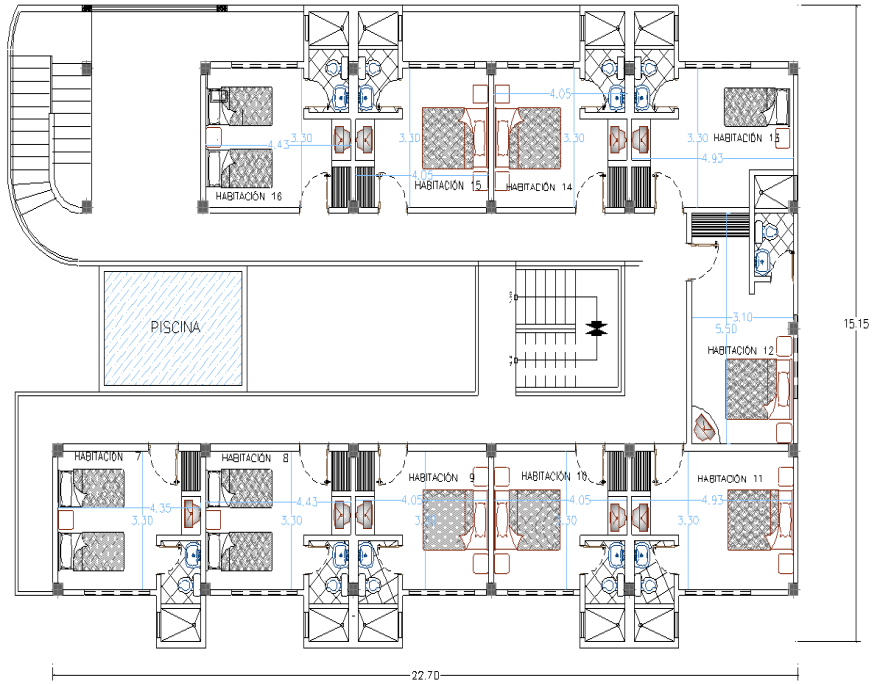 4.05
3.30
4.43
3.30
3.30
3.30
HABITACIÓN 13
4.93
4.05
HABITACIÓN 16
HABITACIÓN 15
HABITACIÓN 14
PISCINA
3.10
5.50
HABITACIÓN 12
15.15
HABITACIÓN 7
HABITACIÓN 8
HABITACIÓN 9
HABITACIÓN 10
HABITACIÓN 11
4.35
4.43
4.05
4.05
4.93
3.30
3.30
3.30
3.30
3.30
22.70